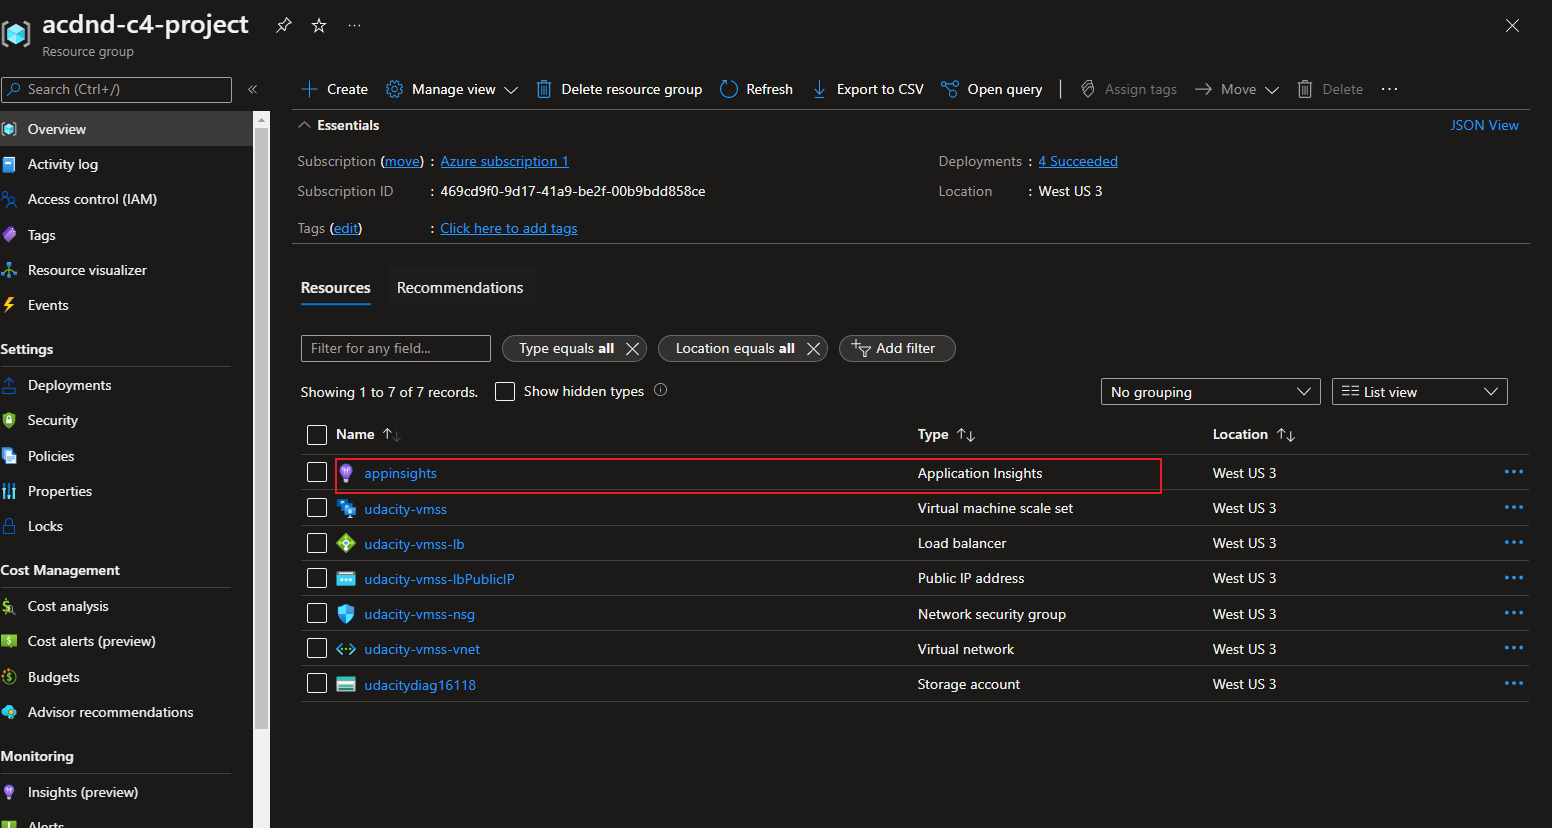 acdnd-c4-project
Resource group
Search (Ctrl+/)
Overview
Activity log
Access control (IAM)
Tags
Resource visualizer
Events
Settings
Deployments
Security
Policies
Properties
Locks
Cost Management
Cost analysis
Cost alerts (preview)
Budgets
Advisor recommendations
Monitoring
Insights (preview)
Alerts
Create Manage view Delete resource group Refresh Export to CSV Open query Assign tags Move Delete
Essentials JSON View
Subscription (move) : Azure subscription 1 Deployments : 4 Succeeded
Subscription ID : 469cd9f0-9d17-41a9-be2f-00b9bdd858ce Location : West US 3
Tags (edit) : Click here to add tags
Resources Recommendations
Filter for any field... Type equals all Location equals all Add filter
Showing 1 to 7 of 7 records. Show hidden types No grouping List view
Name Type Location
appinsights Application Insights West US 3
udacity-vmss Virtual machine scale set West US 3
udacity-vmss-lb Load balancer West US 3
udacity-vmss-lbPublicIP Public IP address West US 3
udacity-vmss-nsg Network security group West US 3
udacity-vmss-vnet Virtual network West US 3
udacitydiag16118 Storage account West US 3